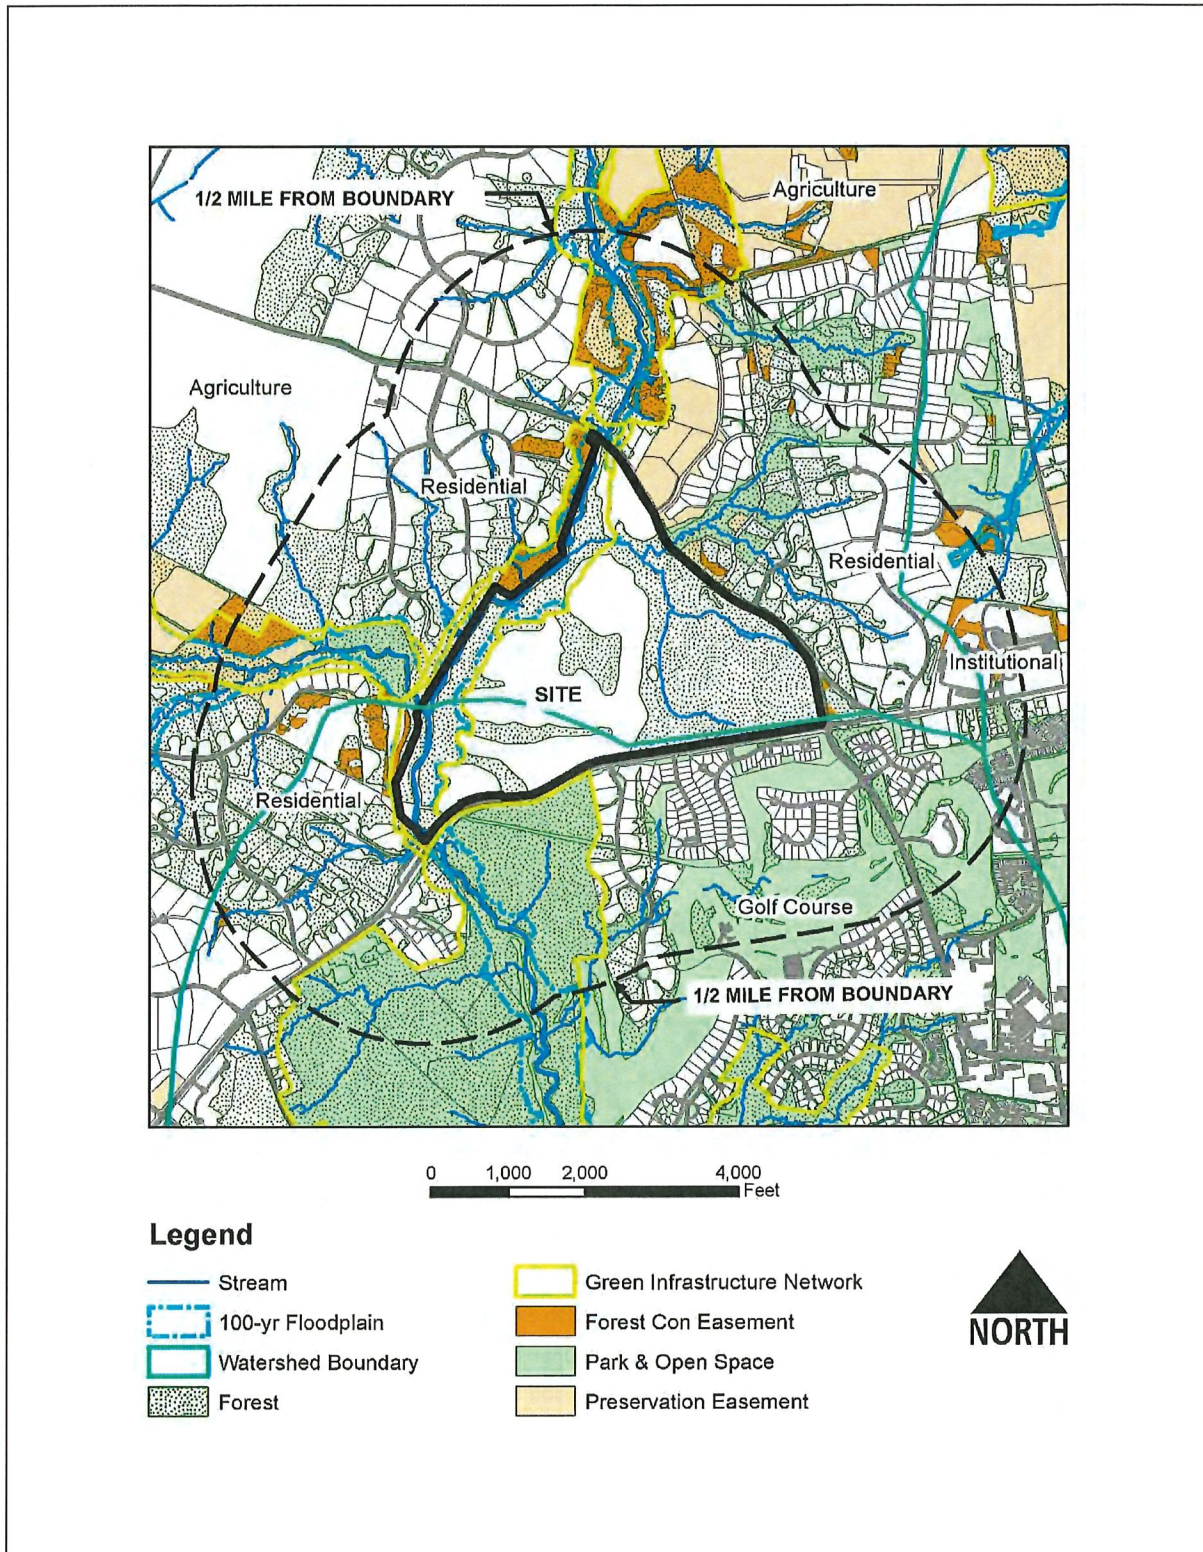 1/2 MILE FROM BOUNDARY
Agriculture
Agriculture
Residential
Residential
Institutional
SITE
Residential
Golf Course
1/2 MILE FROM BOUNDARY
0 1,000 2,000 4,000
Feet
Legend
Stream
100-yr Floodplain
Watershed Boundary
Forest
Green Infrastructure Network
Forest Con Easement
Park & Open Space
Preservation Easement
NORTH